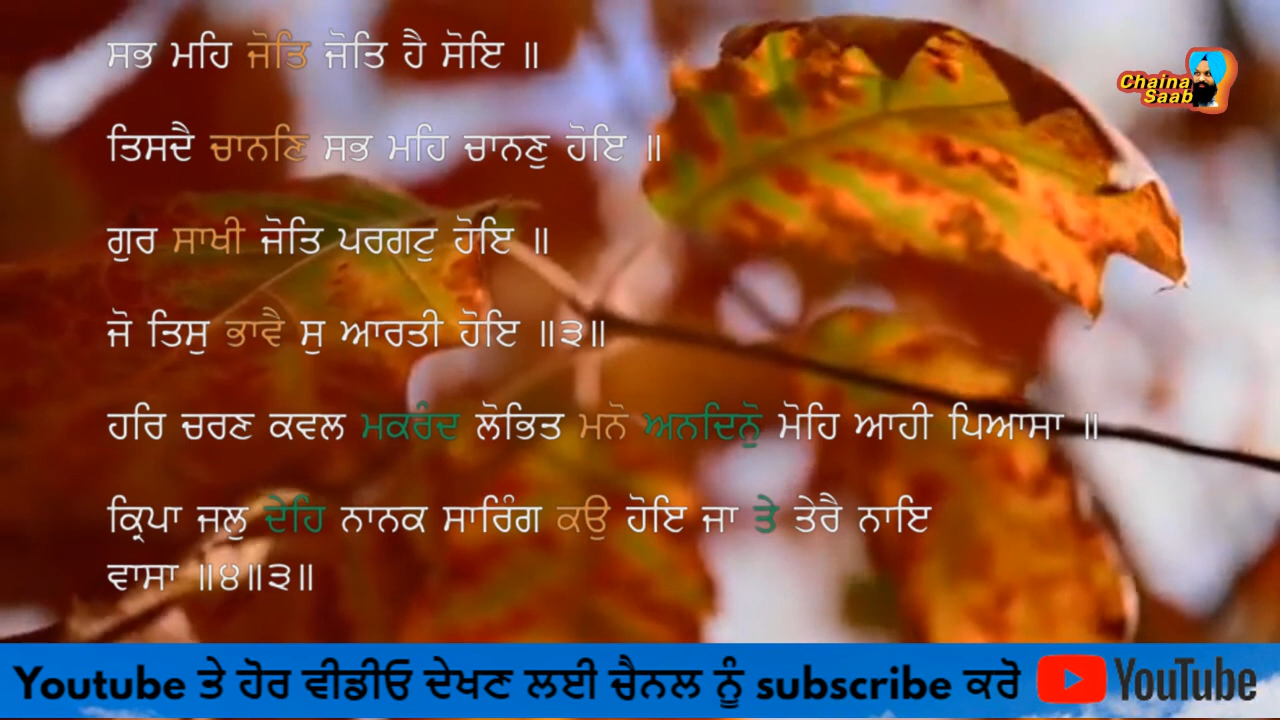 ਸਭ ਮਹਿ ਜੋਤਿ ਜੋਤਿ ਹੈ ਸੋਇ ॥
Chaina
Saab
ਤਿਸਦੈ ਚਾਨਣਿ ਸਭ ਮਹਿ ਚਾਨਣੁ ਹੋਇ ॥
ਗੁਰ ਸਾਖੀ ਜੋਤਿ ਪਰਗਟੁ ਹੋਇ ॥
ਜੋ ਤਿਸੁ ਭਾਵੈ ਸੁ ਆਰਤੀ ਹੋਇ ॥੩॥
ਹਰਿ ਚਰਣ ਕਵਲ ਮਕਰੰਦ ਲੋਭਿਤ ਮਨੋ ਅਨਦਿਨੋੁ ਮੋਹਿ ਆਹੀ ਪਿਆਸਾ ॥
ਕ੍ਰਿਪਾ ਜਲੁ ਦੇਹਿ ਨਾਨਕ ਸਾਰਿੰਗ ਕਉ ਹੋਇ ਜਾ ਤੇ ਤੇਰੈ ਨਾਇ
ਵਾਸਾ ॥੪॥੩॥
Youtube ਤੇ ਹੋਰ ਵੀਡੀਓ ਦੇਖਣ ਲਈ ਚੈਨਲ ਨੂੰ subscribe ਕਰੋ YouTube